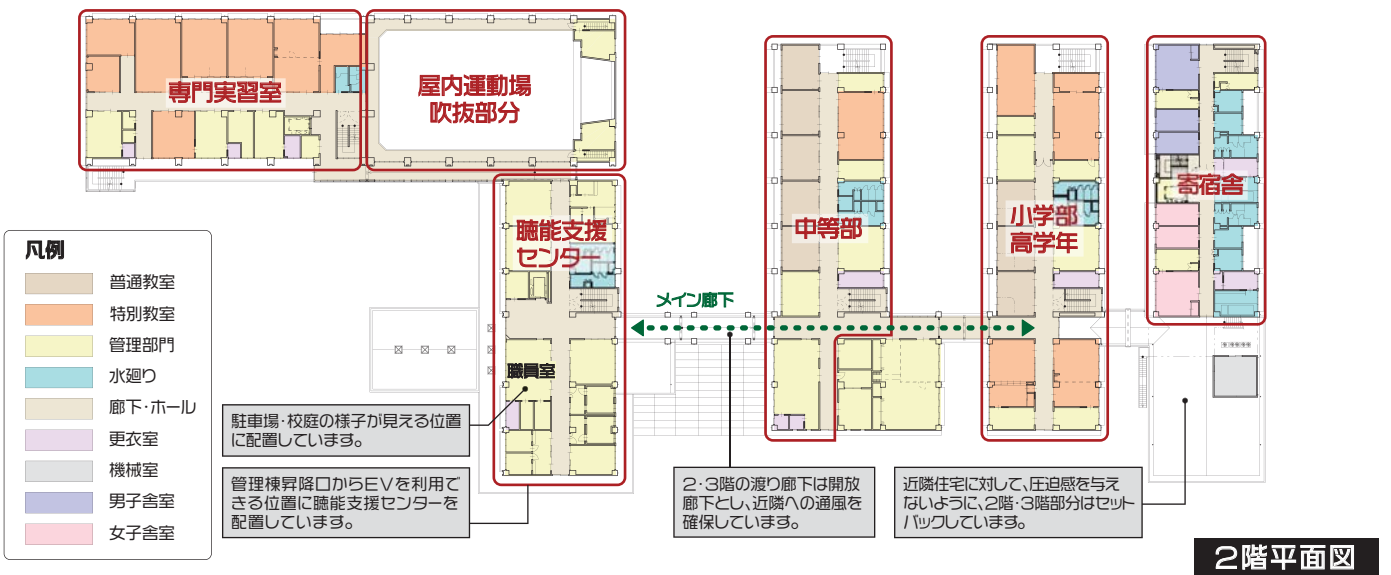 専門実習室
屋内運動場
吹抜部分
聴能支援
センター
中等部
小学部
高学年
寄宿舎
メイン廊下
職員室
凡例
普通教室
特別教室
管理部門
水廻り
廊下・ホール
更衣室
機械室
男子舎室
女子舎室
駐車場・校庭の様子が見える位置
に配置しています。
管理棟昇降口からEVを利用で
きる位置に聴能支援センターを
配置しています。
2・3階の渡り廊下は開放
廊下とし、近隣への通風を
確保しています。
近隣住宅に対して、圧迫感を与え
ないように、2階・3階部分はセット
バックしています。
2階平面図